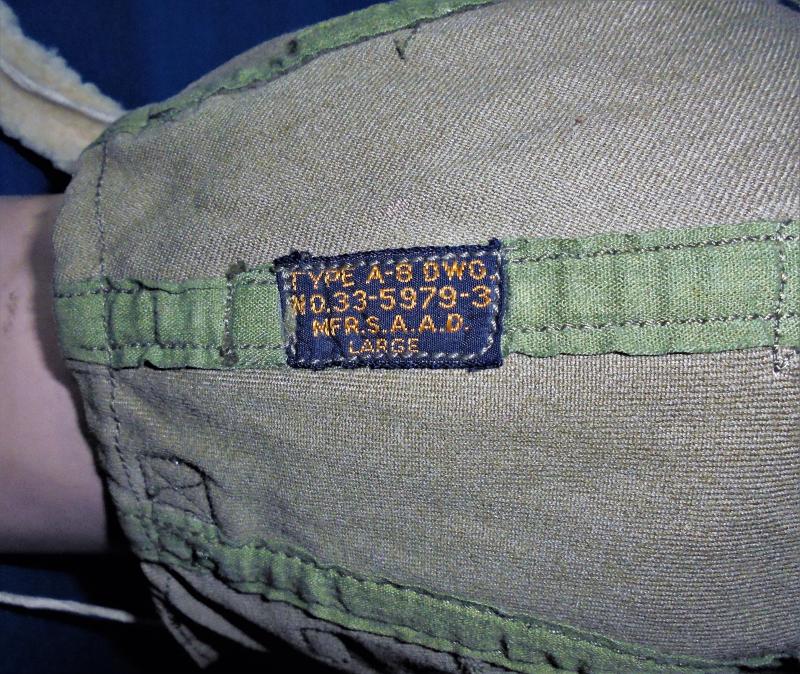 TYPE A-8 DWG.
NO.33-5979-3
MFR.S.A.A.D.
LARGE